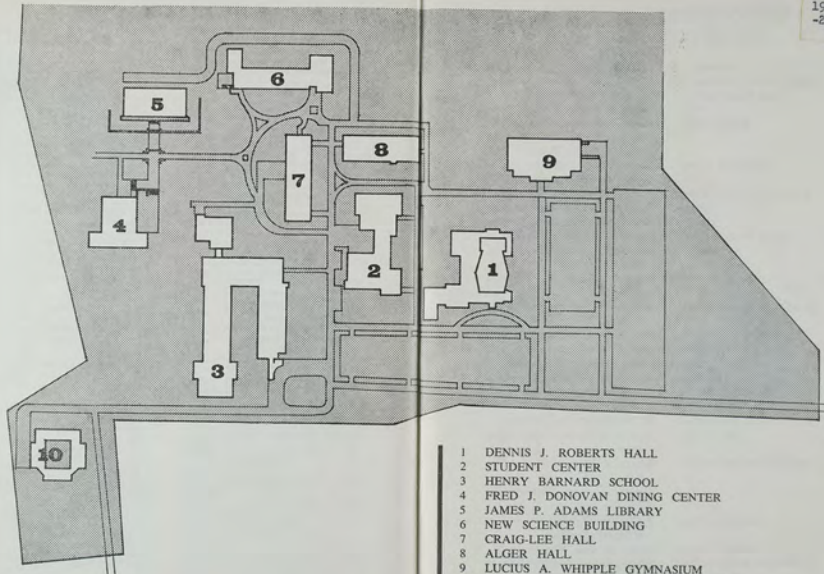 19
-2
6
5
8
9
7
4
2
1
3
10
1 DENNIS J. ROBERTS HALL
2 STUDENT CENTER
3 HENRY BARNARD SCHOOL
4 FRED J. DONOVAN DINING CENTER
5 JAMES P. ADAMS LIBRARY
6 NEW SCIENCE BUILDING
7 CRAIG-LEE HALL
8 ALGER HALL
9 LUCIUS A. WHIPPLE GYMNASIUM